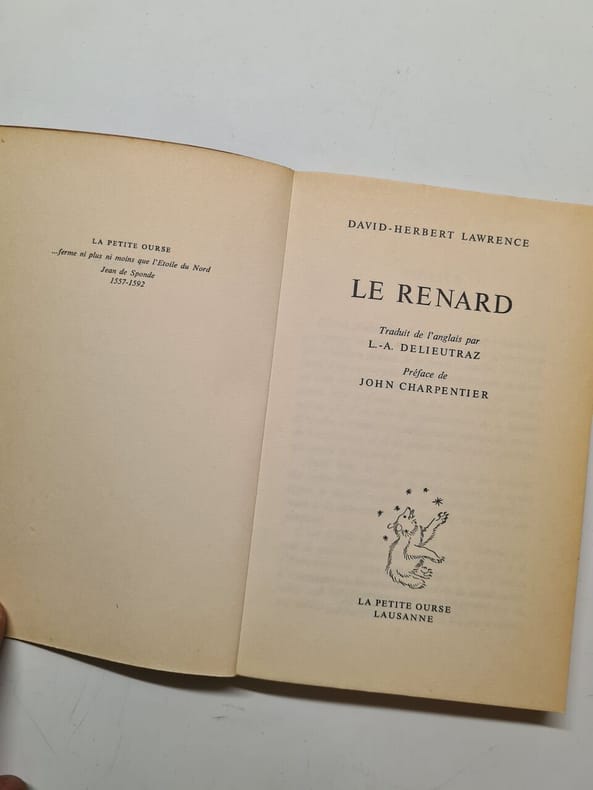 LA PETITE OURSE
...ferme ni plus ni moins que l'Etoile du Nord
Jean de Sponde
1557-1592
DAVID-HERBERT LAWRENCE
LE RENARD
Traduit de l'anglais par
L.-A. DELIEUTRAZ
Préface de
JOHN CHARPENTIER
LA PETITE OURSE
LAUSANNE